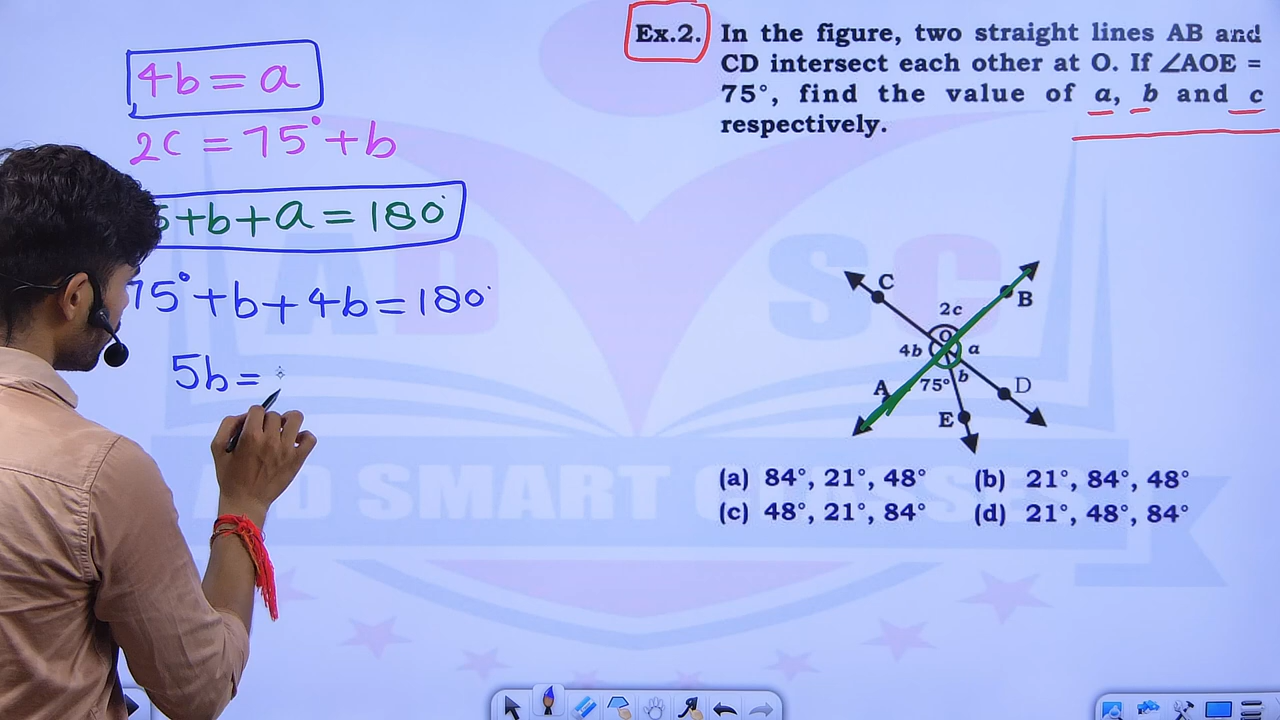 4b = a
2c = 75° + b
5 + b + a = 180°
75° + b + 4b = 180°
5b =
Ex.2. In the figure, two straight lines AB and
CD intersect each other at O. If ∠AOE =
75°, find the value of a, b and c
respectively.
C
B
2c
O
4b
a
A
75°
b
D
E
(a) 84°, 21°, 48° (b) 21°, 84°, 48°
(c) 48°, 21°, 84° (d) 21°, 48°, 84°
AD SC
AD SMART CLASSES